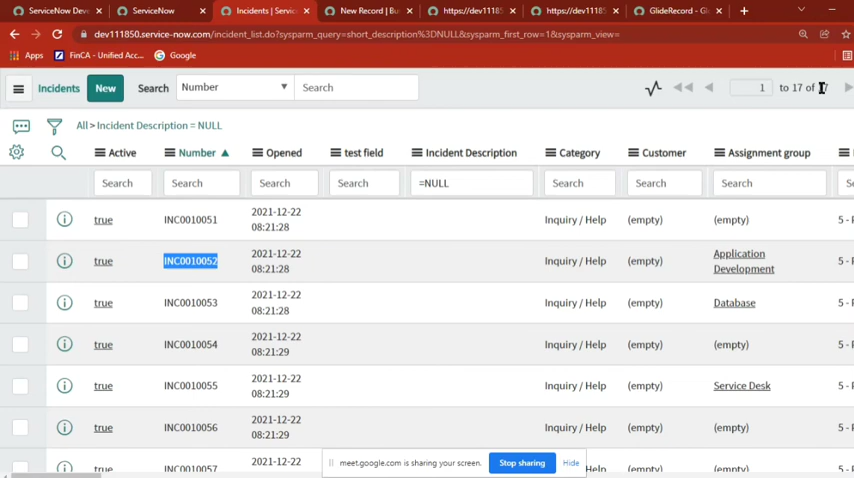 ServiceNow Deve
ServiceNow
Incidents | Servic
New Record | Bu
https://dev11185
https://dev11185
GlideRecord - Gl
dev111850.service-now.com/incident_list.do?sysparm_query=short_description%3DNULL&sysparm_first_row=1&sysparm_view=
Apps FinCA - Unified Acc... Google
Incidents New Search Number Search 1 to 17 of 17
All > Incident Description = NULL
Active Number Opened test field Incident Description Category Customer Assignment group
Search Search Search Search =NULL Search Search Search Se
true INC0010051 2021-12-22 08:21:28 Inquiry / Help (empty) (empty) 5 -
true INC0010052 2021-12-22 08:21:28 Inquiry / Help (empty) Application Development 5 -
true INC0010053 2021-12-22 08:21:28 Inquiry / Help (empty) Database 5 -
true INC0010054 2021-12-22 08:21:29 Inquiry / Help (empty) (empty) 5 -
true INC0010055 2021-12-22 08:21:29 Inquiry / Help (empty) Service Desk 5 -
true INC0010056 2021-12-22 08:21:29 Inquiry / Help (empty) (empty) 5 -
true INC0010057 2021-12-22 Help (empty) (empty)
meet.google.com is sharing your screen. Stop sharing Hide